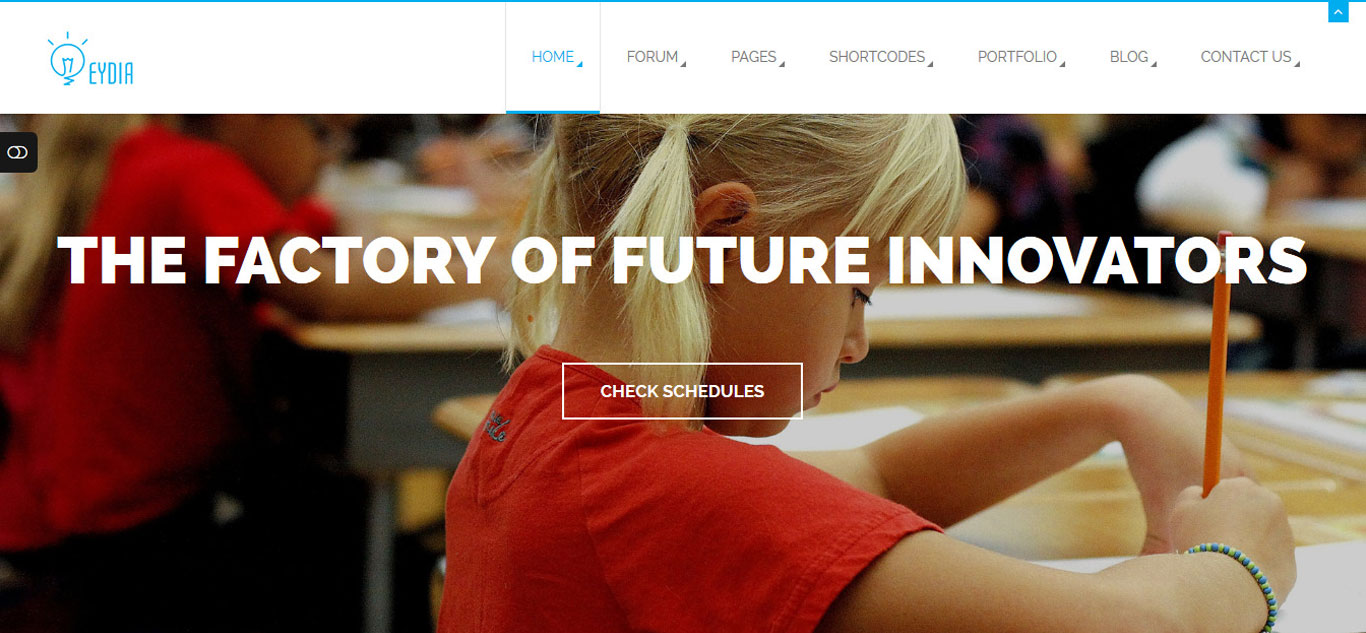 EYDIA
HOME
FORUM
PAGES
SHORTCODES
PORTFOLIO
BLOG
CONTACT US
THE FACTORY OF FUTURE INNOVATORS
CHECK SCHEDULES